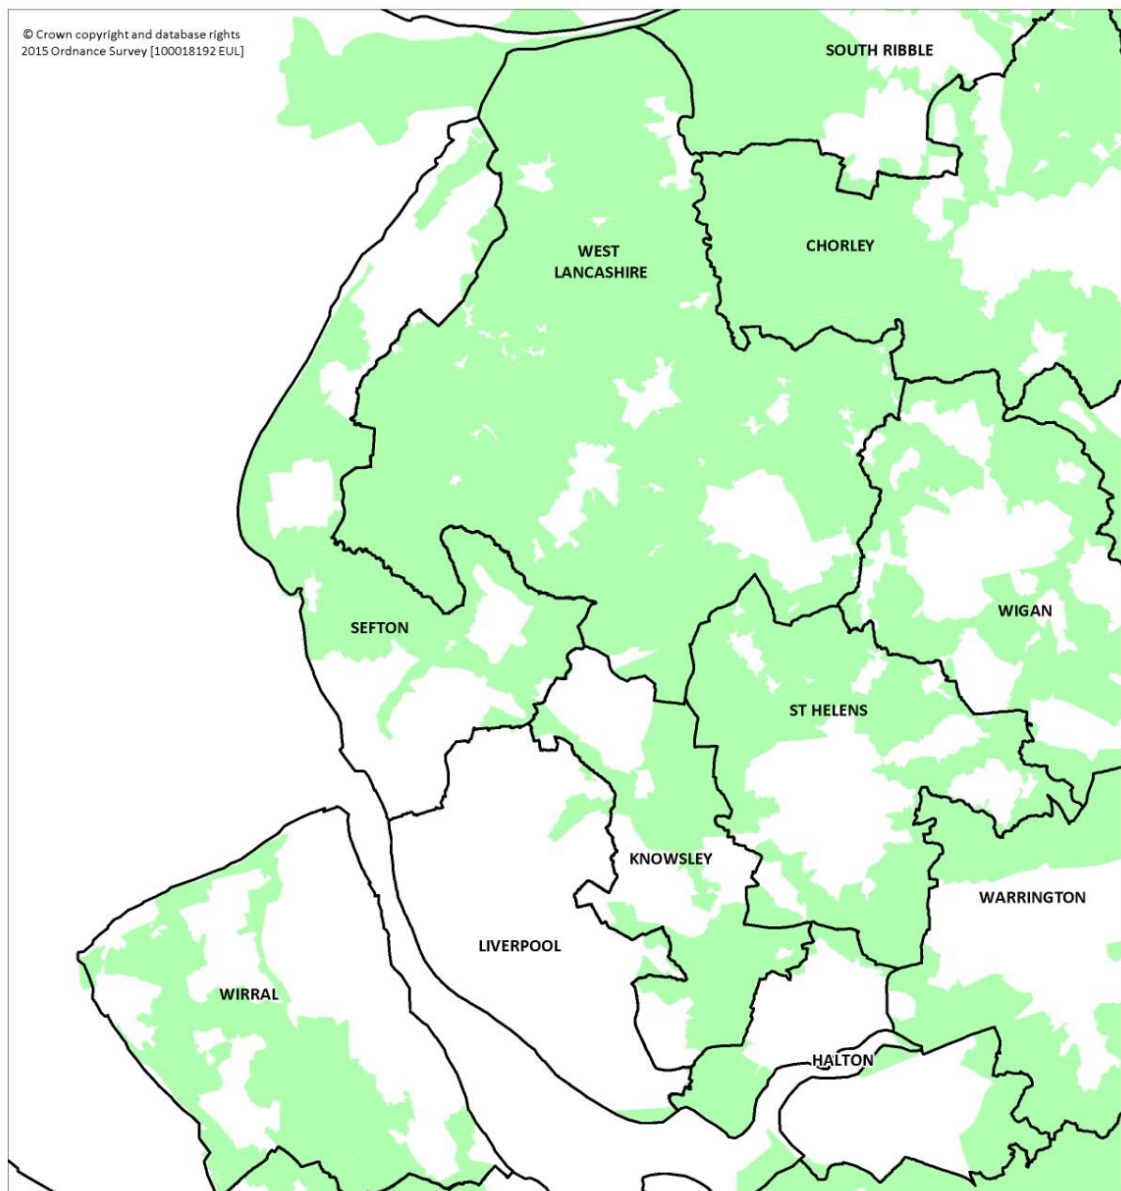 © Crown copyright and database rights
2015 Ordnance Survey [100018192 EUL]
SOUTH RIBBLE
WEST
LANCASHIRE
CHORLEY
SEFTON
WIGAN
ST HELENS
KNOWSLEY
WARRINGTON
LIVERPOOL
WIRRAL
HALTON